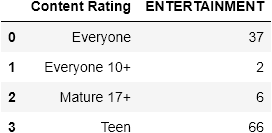 Content Rating ENTERTAINMENT
0 Everyone 37
1 Everyone 10+ 2
2 Mature 17+ 6
3 Teen 66